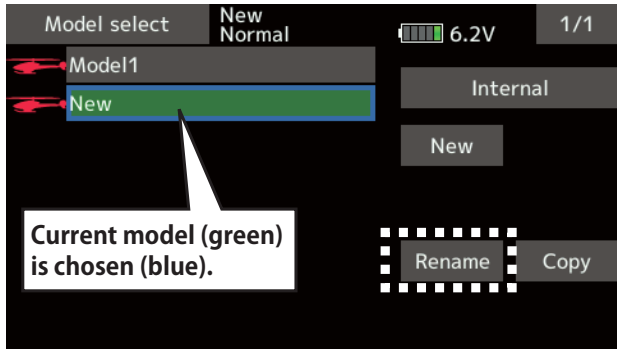 Model select
New
Normal
6.2V
1/1
Model1
New
Internal
New
Current model (green)
is chosen (blue).
Rename
Copy